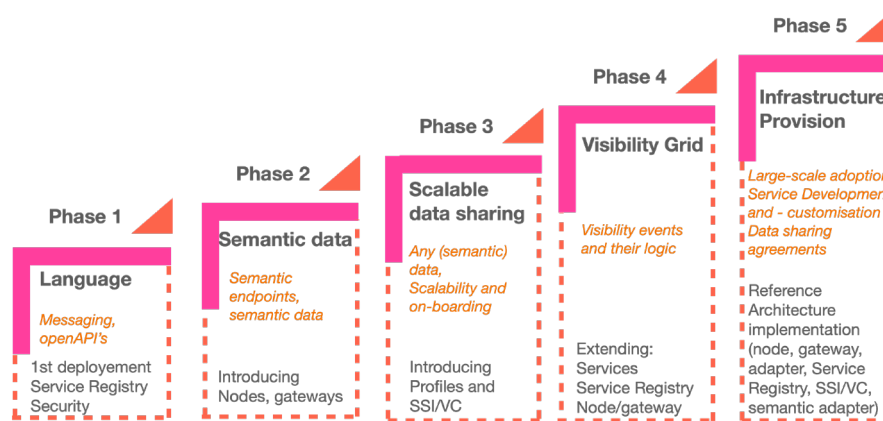 Phase 1
Language
Messaging,
openAPI's
1st deployement
Service Registry
Security
Phase 2
Semantic data
Semantic
endpoints,
semantic data
Introducing
Nodes, gateways
Phase 3
Scalable
data sharing
Any (semantic)
data,
Scalability and
on-boarding
Introducing
Profiles and
SSI/VC
Phase 4
Visibility Grid
Visibility events
and their logic
Extending:
Services
Service Registry
Node/gateway
Phase 5
Infrastructure
Provision
Large-scale adoption
Service Developmen
and - customisation
Data sharing
agreements
Reference
Architecture
implementation
(node, gateway,
adapter, Service
Registry, SSI/VC,
semantic adapter)